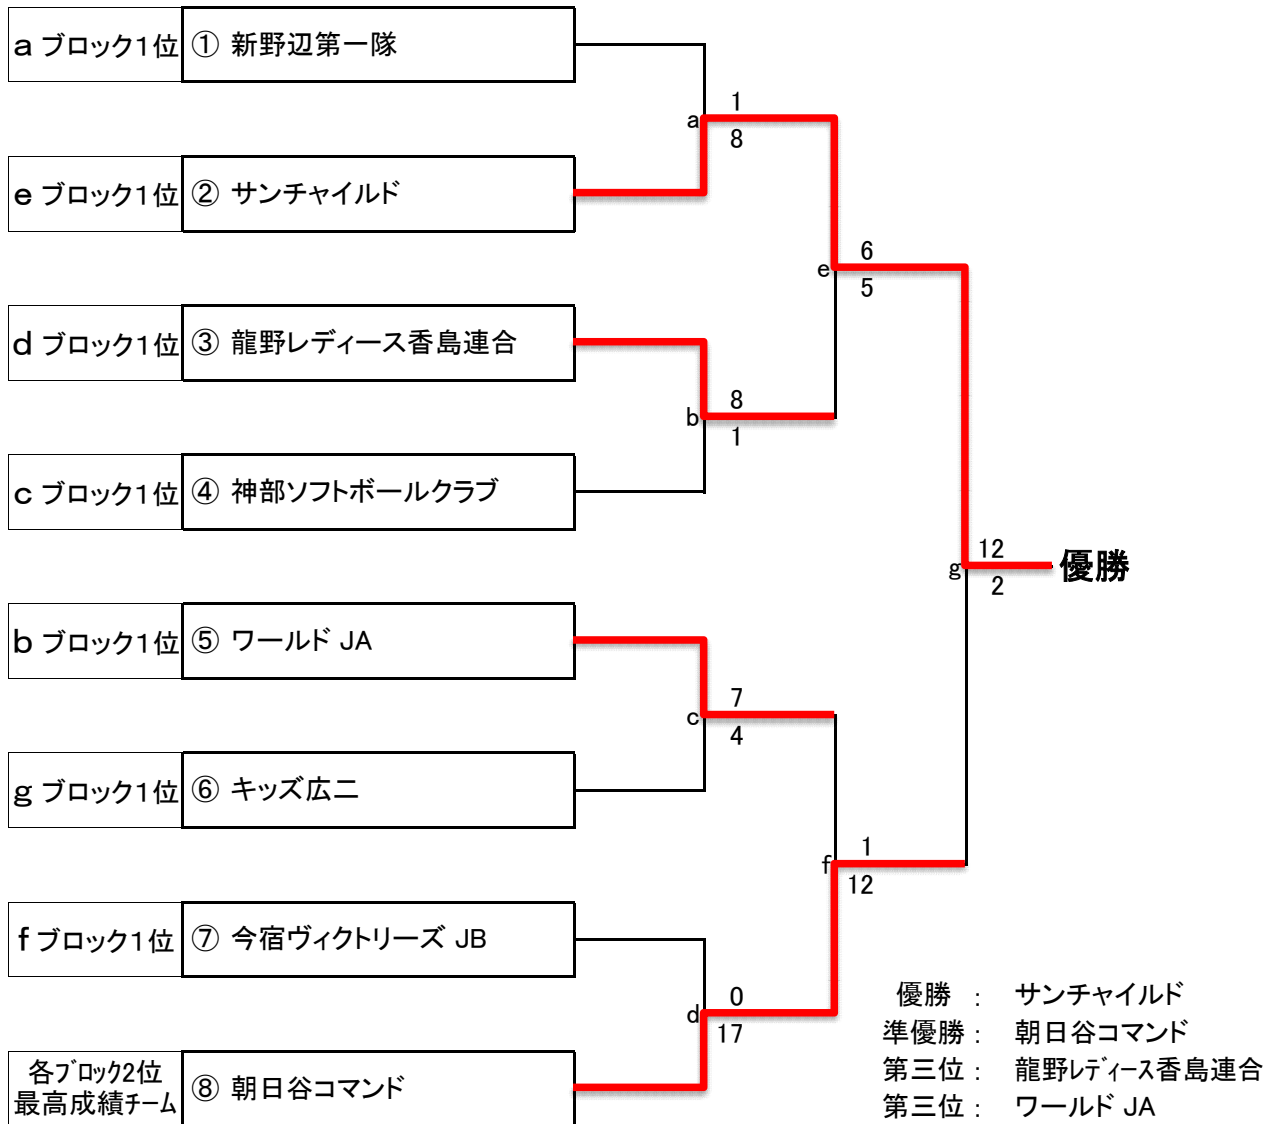 a ブロック1位 ① 新野辺第一隊
1
a
8
e ブロック1位 ② サンチャイルド
6
e
5
d ブロック1位 ③ 龍野レディース香島連合
8
b
1
c ブロック1位 ④ 神部ソフトボールクラブ
12
g 優勝
2
b ブロック1位 ⑤ ワールド JA
7
c
4
g ブロック1位 ⑥ キッズ広二
1
f
12
f ブロック1位 ⑦ 今宿ヴィクトリーズ JB
0
d
17
各ブロック2位
最高成績チーム ⑧ 朝日谷コマンド
優勝 : サンチャイルド
準優勝 : 朝日谷コマンド
第三位 : 龍野レディース香島連合
第三位 : ワールド JA